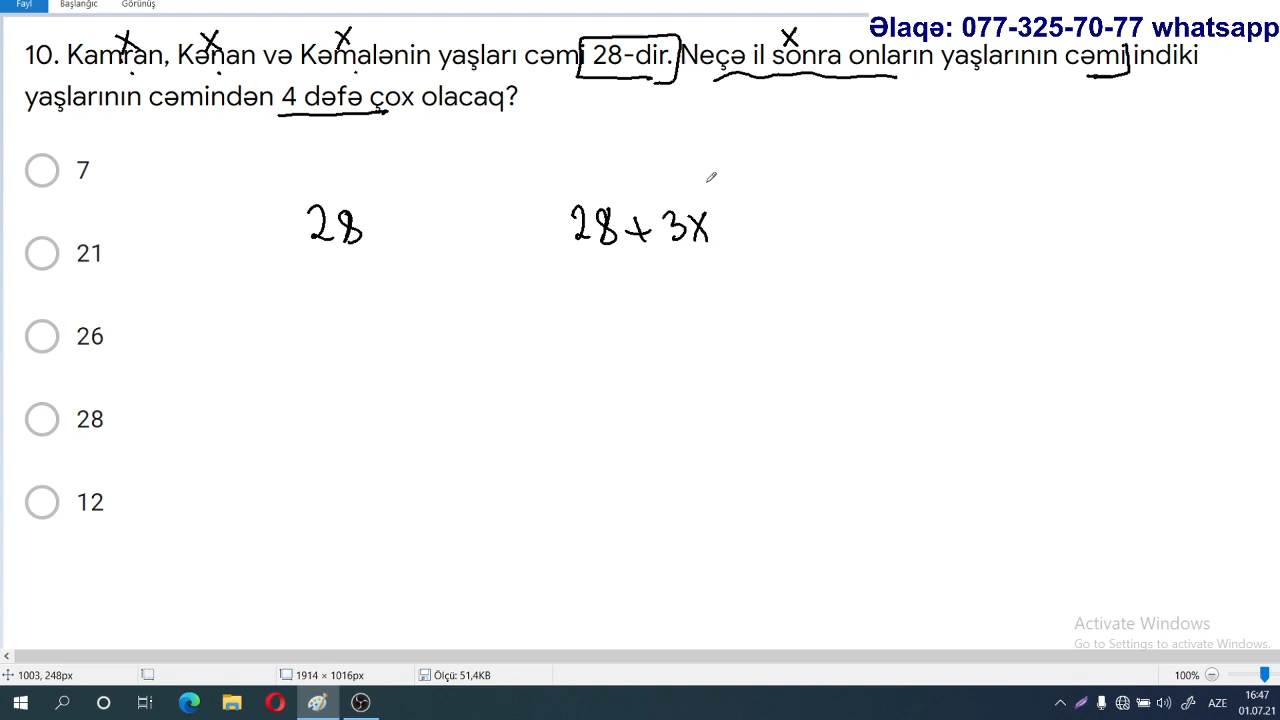 Fayl Başlanğıc Görünüş
Əlaqə: 077-325-70-77 whatsapp
x x x x
10. Kamran, Kənan və Kəmalənin yaşları cəmi 28-dir. Neçə il sonra onların yaşlarının cəmi indiki
yaşlarının cəmindən 4 dəfə çox olacaq?
7
28 28+3x
21
26
28
12
Activate Windows
Go to Settings to activate Windows.
1003, 248px 1914 × 1016px Ölçü: 51,4KB 100%
16:47
AZE
01.07.21